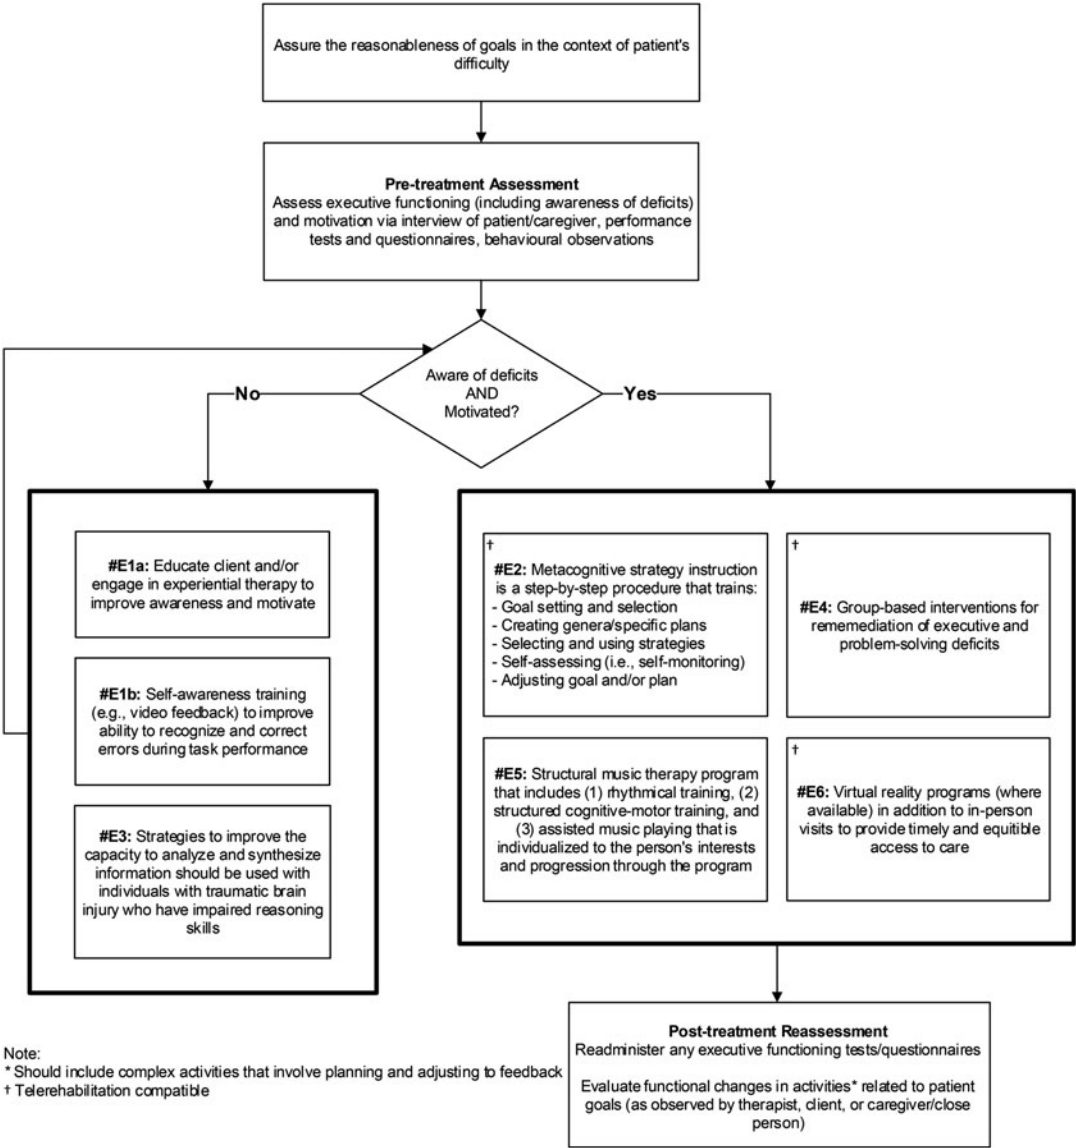 Assure the reasonableness of goals in the context of patient's
difficulty
Pre-treatment Assessment
Assess executive functioning (including awareness of deficits)
and motivation via interview of patient/caregiver, performance
tests and questionnaires, behavioural observations
Aware of deficits
AND
Motivated?
No
Yes
#E1a: Educate client and/or
engage in experiential therapy to
improve awareness and motivate
#E1b: Self-awareness training
(e.g., video feedback) to improve
ability to recognize and correct
errors during task performance
#E3: Strategies to improve the
capacity to analyze and synthesize
information should be used with
individuals with traumatic brain
injury who have impaired reasoning
skills
†
#E2: Metacognitive strategy instruction
is a step-by-step procedure that trains:
- Goal setting and selection
- Creating genera/specific plans
- Selecting and using strategies
- Self-assessing (i.e., self-monitoring)
- Adjusting goal and/or plan
†
#E4: Group-based interventions for
rememediation of executive and
problem-solving deficits
#E5: Structural music therapy program
that includes (1) rhythmical training, (2)
structured cognitive-motor training, and
(3) assisted music playing that is
individualized to the person's interests
and progression through the program
†
#E6: Virtual reality programs (where
available) in addition to in-person
visits to provide timely and equitible
access to care
Post-treatment Reassessment
Readminister any executive functioning tests/questionnaires
Evaluate functional changes in activities* related to patient
goals (as observed by therapist, client, or caregiver/close
person)
Note:
* Should include complex activities that involve planning and adjusting to feedback
† Telerehabilitation compatible